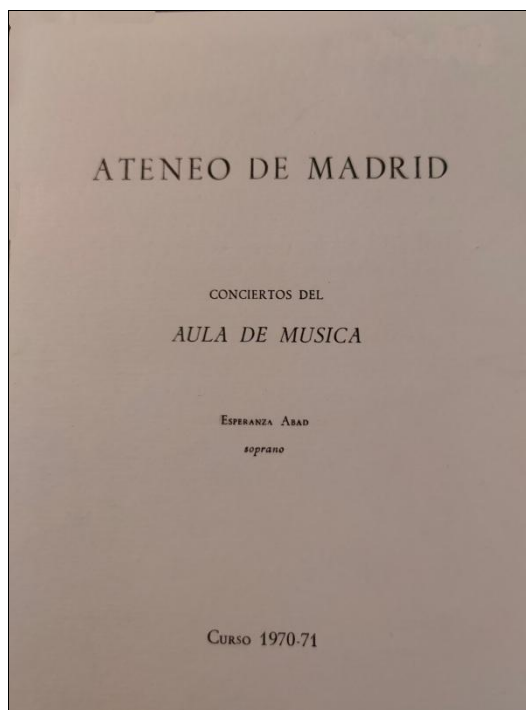 ATENEO DE MADRID
CONCIERTOS DEL
AULA DE MUSICA
ESPERANZA ABAD
soprano
CURSO 1970-71